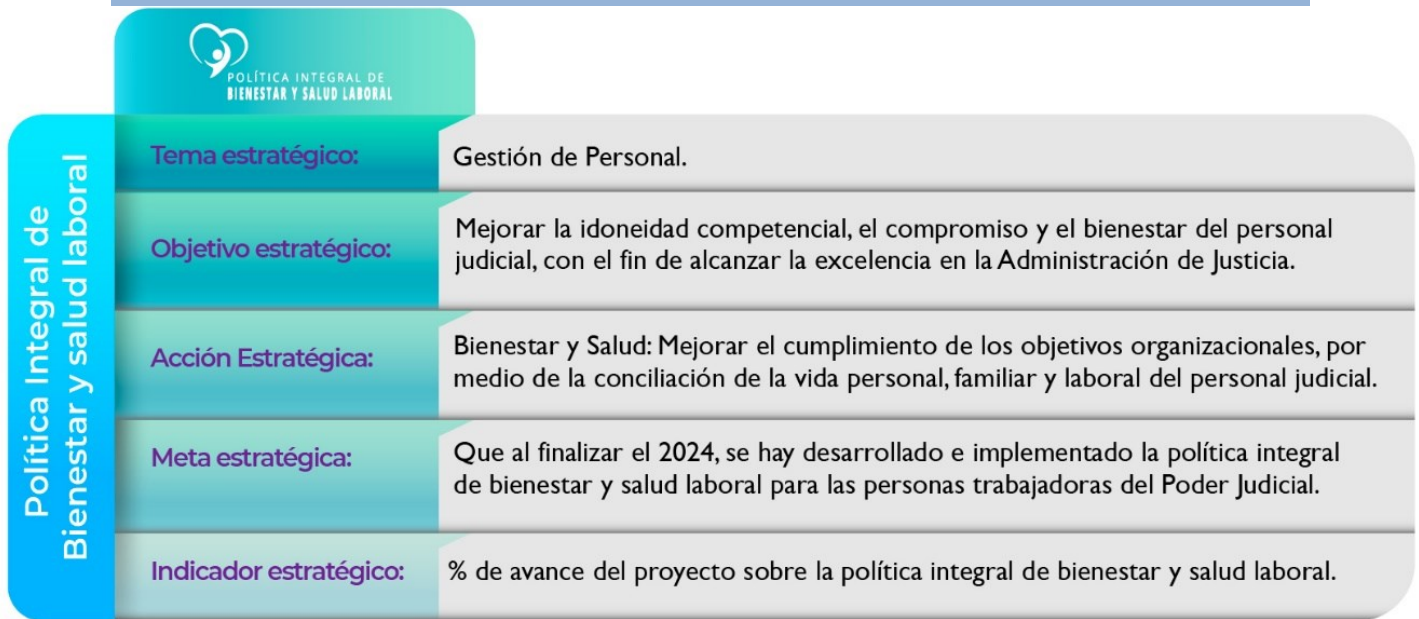 POLÍTICA INTEGRAL DE
BIENESTAR Y SALUD LABORAL
Política Integral de
Bienestar y salud laboral
Tema estratégico:
Gestión de Personal.
Objetivo estratégico:
Mejorar la idoneidad competencial, el compromiso y el bienestar del personal
judicial, con el fin de alcanzar la excelencia en la Administración de Justicia.
Acción Estratégica:
Bienestar y Salud: Mejorar el cumplimiento de los objetivos organizacionales, por
medio de la conciliación de la vida personal, familiar y laboral del personal judicial.
Meta estratégica:
Que al finalizar el 2024, se hay desarrollado e implementado la política integral
de bienestar y salud laboral para las personas trabajadoras del Poder Judicial.
Indicador estratégico:
% de avance del proyecto sobre la política integral de bienestar y salud laboral.